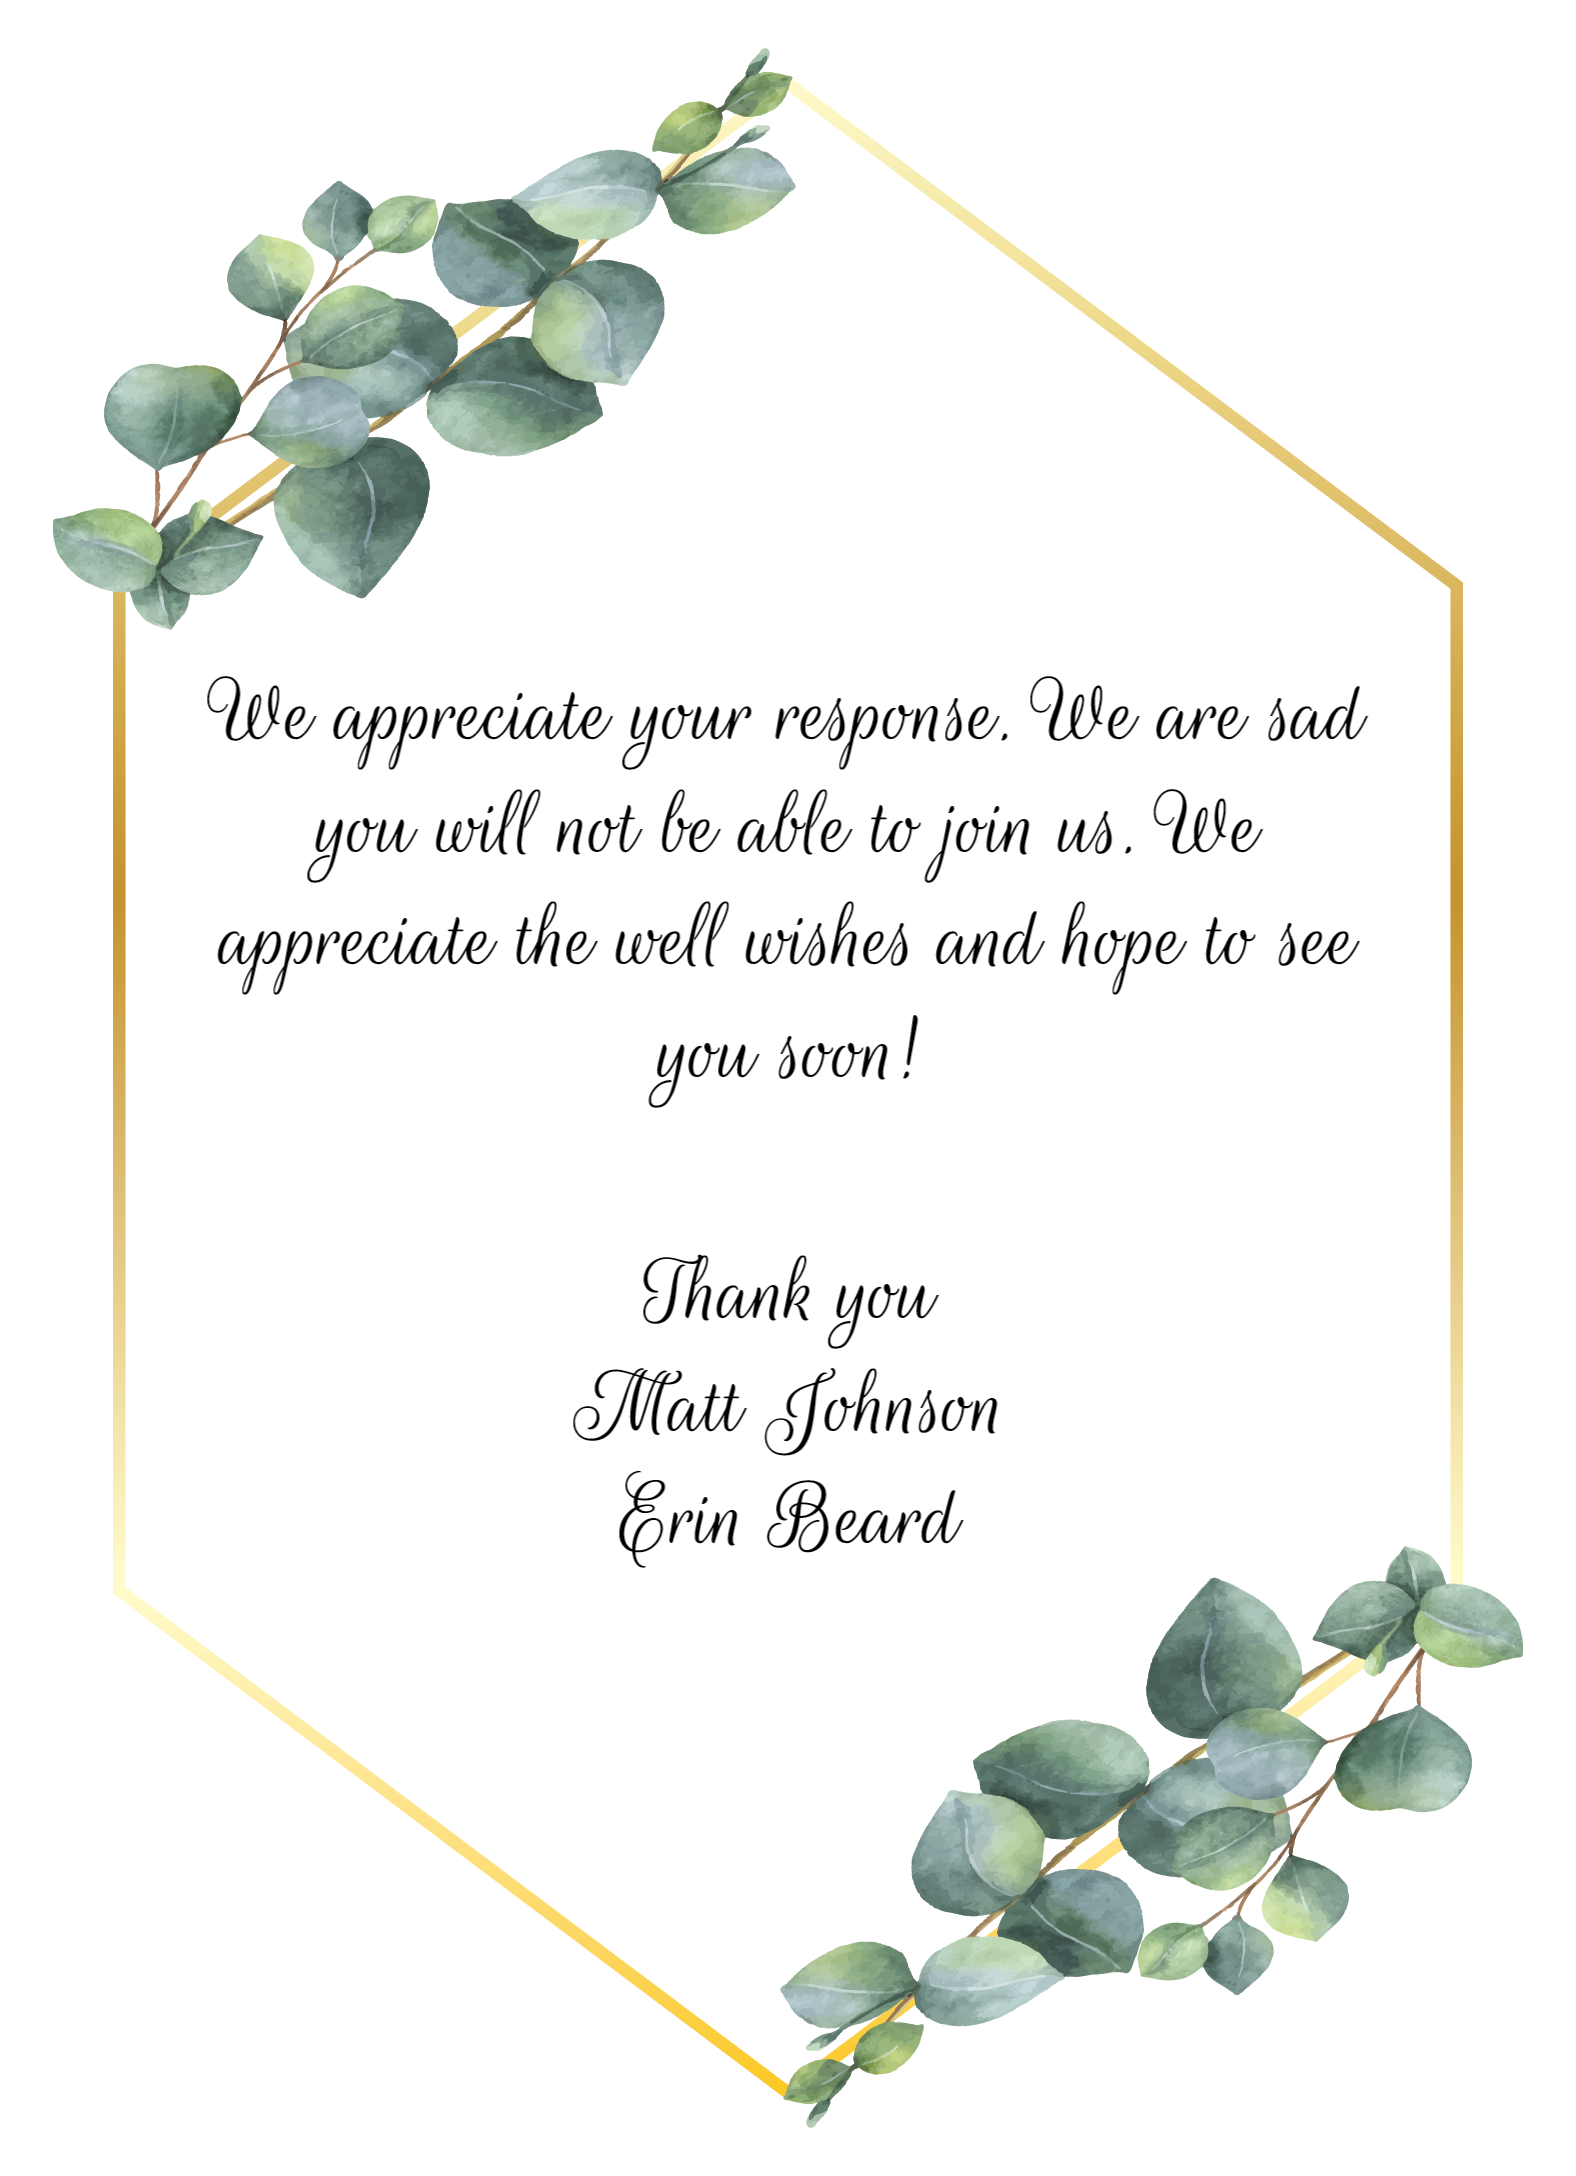 We appreciate your response. We are sad
you will not be able to join us. We
appreciate the well wishes and hope to see
you soon!
Thank you
Matt Johnson
Erin Beard